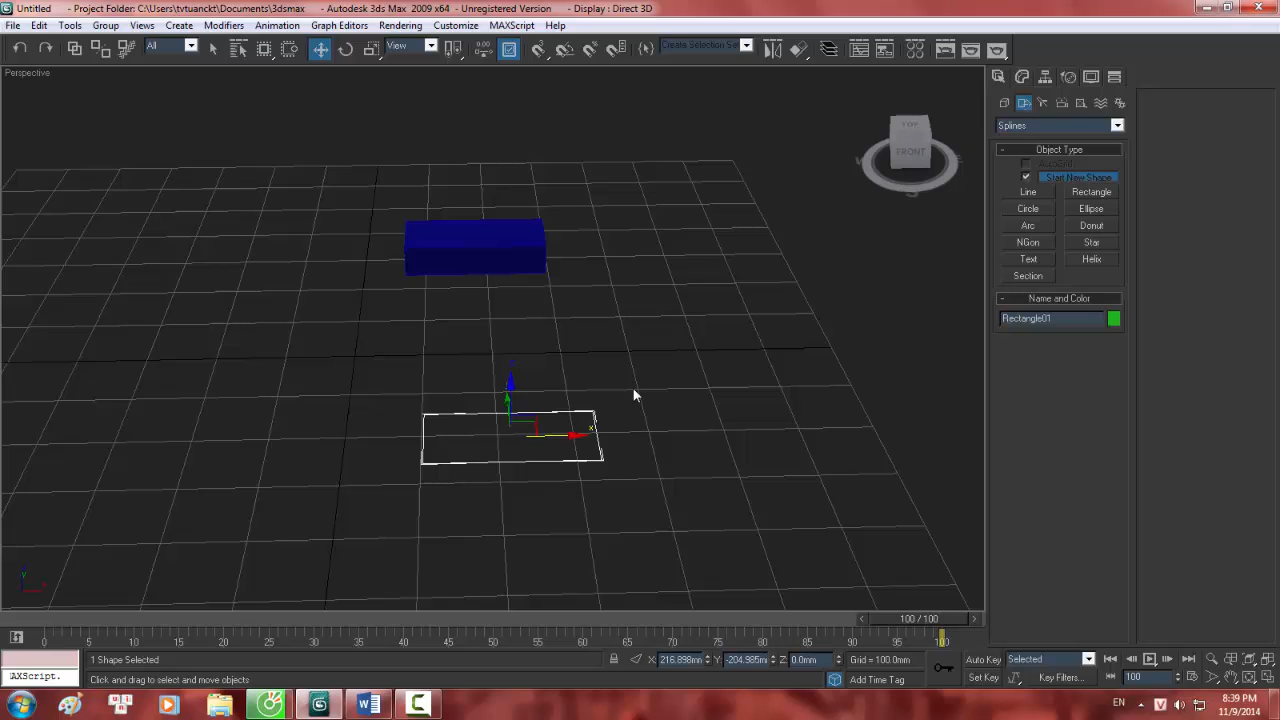 Untitled - Project Folder: C:\Users\tvtuanckt\Documents\3dsmax - Autodesk 3ds Max 2009 x64 - Unregistered Version - Display : Direct 3D
File Edit Tools Group Views Create Modifiers Animation Graph Editors Rendering Customize MAXScript Help
All View Create Selection Set
Perspective
TOP
FRONT
Splines
- Object Type
AutoGrid
Start New Shape
Line Rectangle
Circle Ellipse
Arc Donut
NGon Star
Text Helix
Section
- Name and Color
Rectangle01
x
100 / 100
0 5 10 15 20 25 30 35 40 45 50 55 60 65 70 75 80 85 90 95 100
1 Shape Selected X: 216.898mm Y: -204.985mm Z: 0.0mm Grid = 100.0mm Auto Key Selected
AXScript. Click and drag to select and move objects Add Time Tag Set Key Key Filters... 100
EN V 8:39 PM
11/9/2014